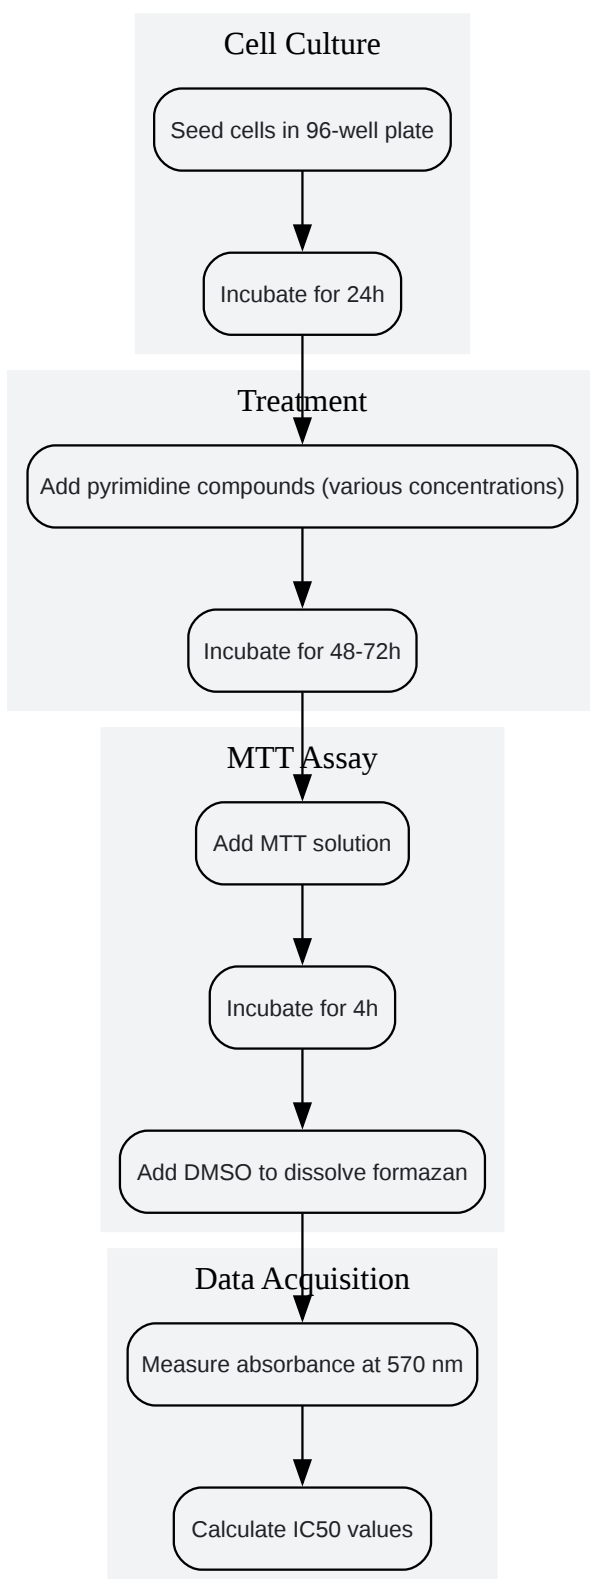 Cell Culture
Seed cells in 96-well plate
Incubate for 24h
Treatment
Add pyrimidine compounds (various concentrations)
Incubate for 48-72h
MTT Assay
Add MTT solution
Incubate for 4h
Add DMSO to dissolve formazan
Data Acquisition
Measure absorbance at 570 nm
Calculate IC50 values